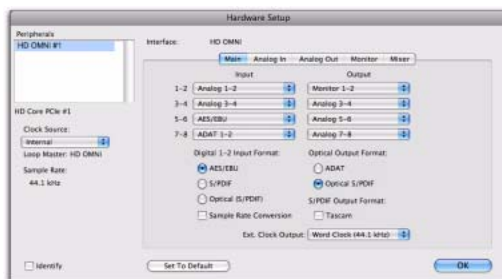 Hardware Setup
Peripherals
HD OMNI #1
Interface: HD OMNI
Main Analog In Analog Out Monitor Mixer
Input Output
1-2 Analog 1-2 Monitor 1-2
3-4 Analog 3-4 Analog 3-4
5-6 AES/EBU Analog 5-6
7-8 ADAT 1-2 Analog 7-8
HD Core PCIe #1
Clock Source:
Internal
Loop Master: HD OMNI
Sample Rate:
44.1 kHz
Digital 1-2 Input Format: Optical Output Format:
AES/EBU ADAT
S/PDIF Optical S/PDIF
Optical (S/PDIF) S/PDIF Output Format:
Sample Rate Conversion Tascam
Ext. Clock Output: Word Clock (44.1 kHz)
Identify Set To Default OK